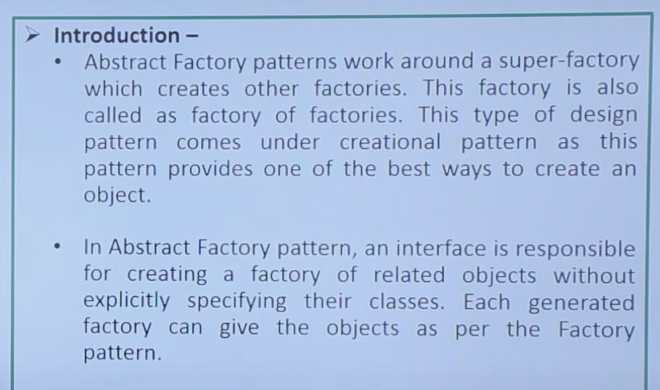 ➢ Introduction –
• Abstract Factory patterns work around a super-factory
which creates other factories. This factory is also
called as factory of factories. This type of design
pattern comes under creational pattern as this
pattern provides one of the best ways to create an
object.
• In Abstract Factory pattern, an interface is responsible
for creating a factory of related objects without
explicitly specifying their classes. Each generated
factory can give the objects as per the Factory
pattern.